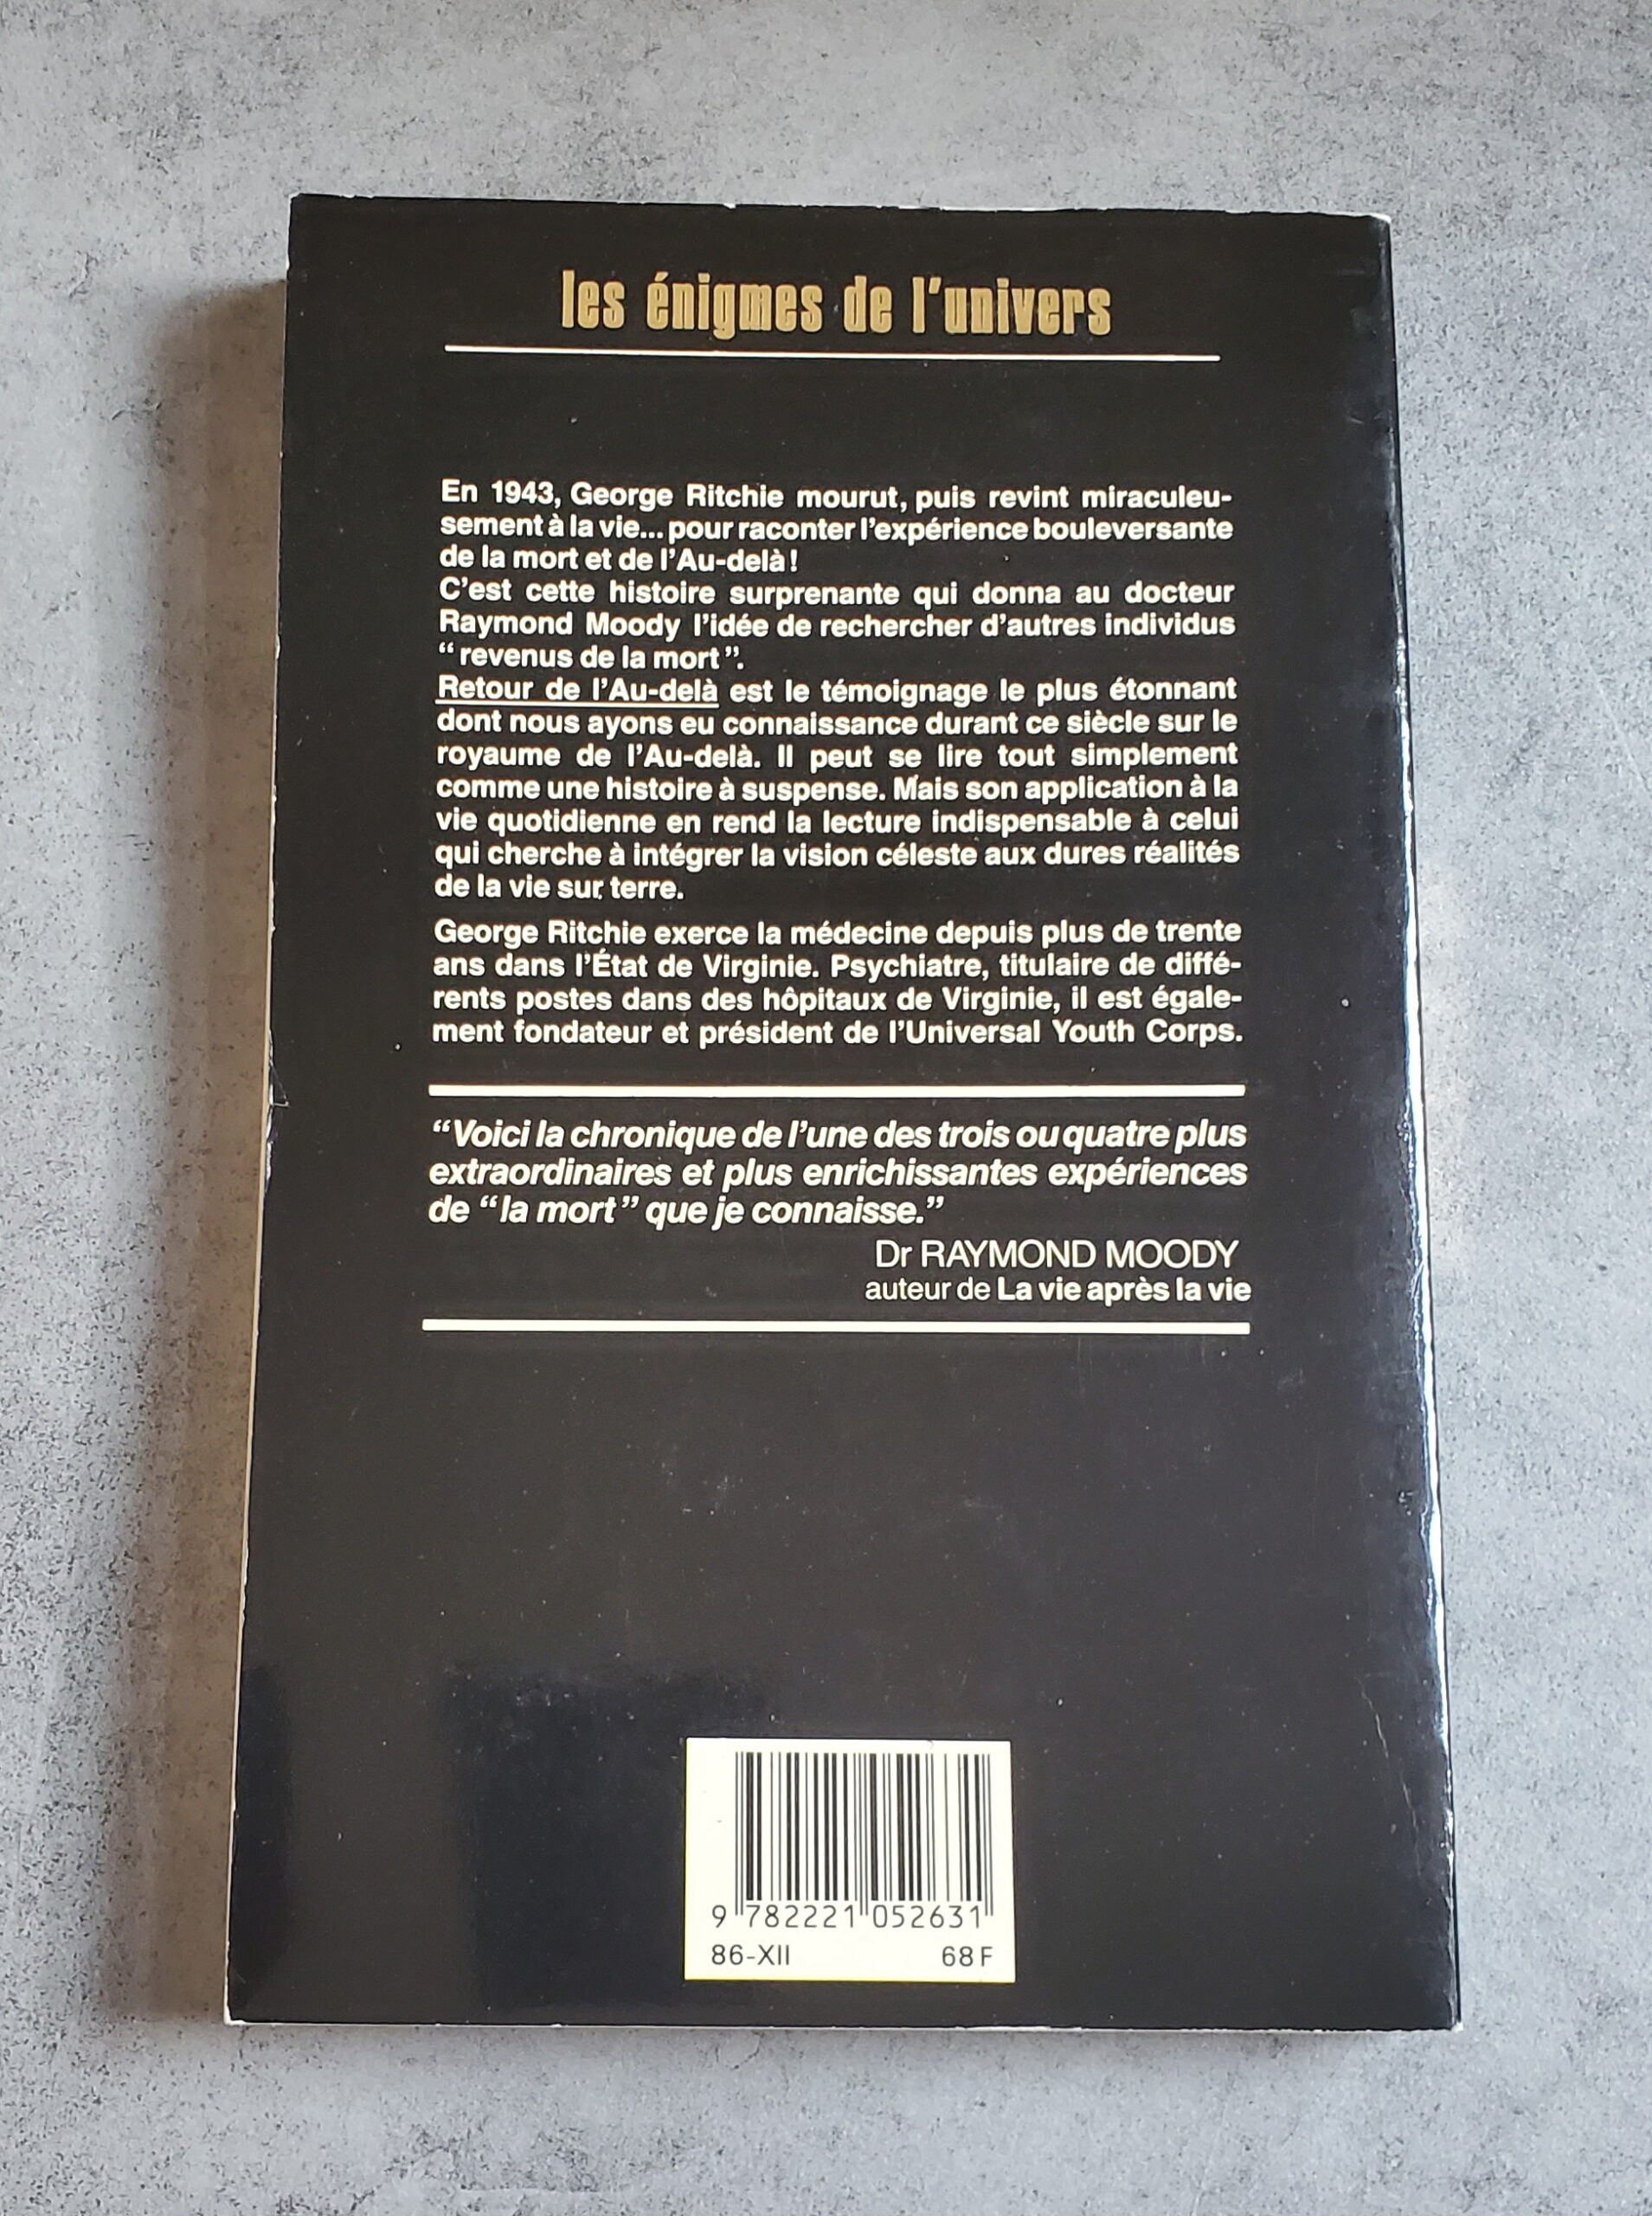 les énigmes de l'univers
En 1943, George Ritchie mourut, puis revint miraculeu-
sement à la vie... pour raconter l'expérience bouleversante
de la mort et de l'Au-delà!
C'est cette histoire surprenante qui donna au docteur
Raymond Moody l'idée de rechercher d'autres individus
“revenus de la mort”.
Retour de l'Au-delà est le témoignage le plus étonnant
dont nous ayons eu connaissance durant ce siècle sur le
royaume de l'Au-delà. Il peut se lire tout simplement
comme une histoire à suspense. Mais son application à la
vie quotidienne en rend la lecture indispensable à celui
qui cherche à intégrer la vision céleste aux dures réalités
de la vie sur terre.
George Ritchie exerce la médecine depuis plus de trente
ans dans l'État de Virginie. Psychiatre, titulaire de diffé-
rents postes dans des hôpitaux de Virginie, il est égale-
ment fondateur et président de l'Universal Youth Corps.
“Voici la chronique de l'une des trois ou quatre plus
extraordinaires et plus enrichissantes expériences
de “la mort” que je connaisse.”
Dr RAYMOND MOODY
auteur de La vie après la vie
9 782221 052631
86-XII 68 F